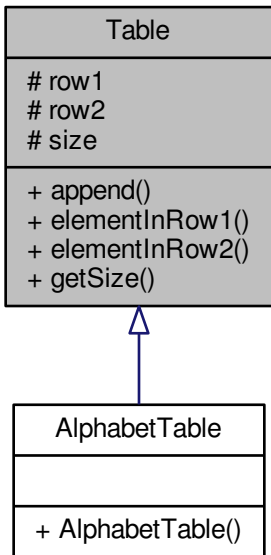 Table
# row1
# row2
# size
+ append()
+ elementInRow1()
+ elementInRow2()
+ getSize()
AlphabetTable
+ AlphabetTable()